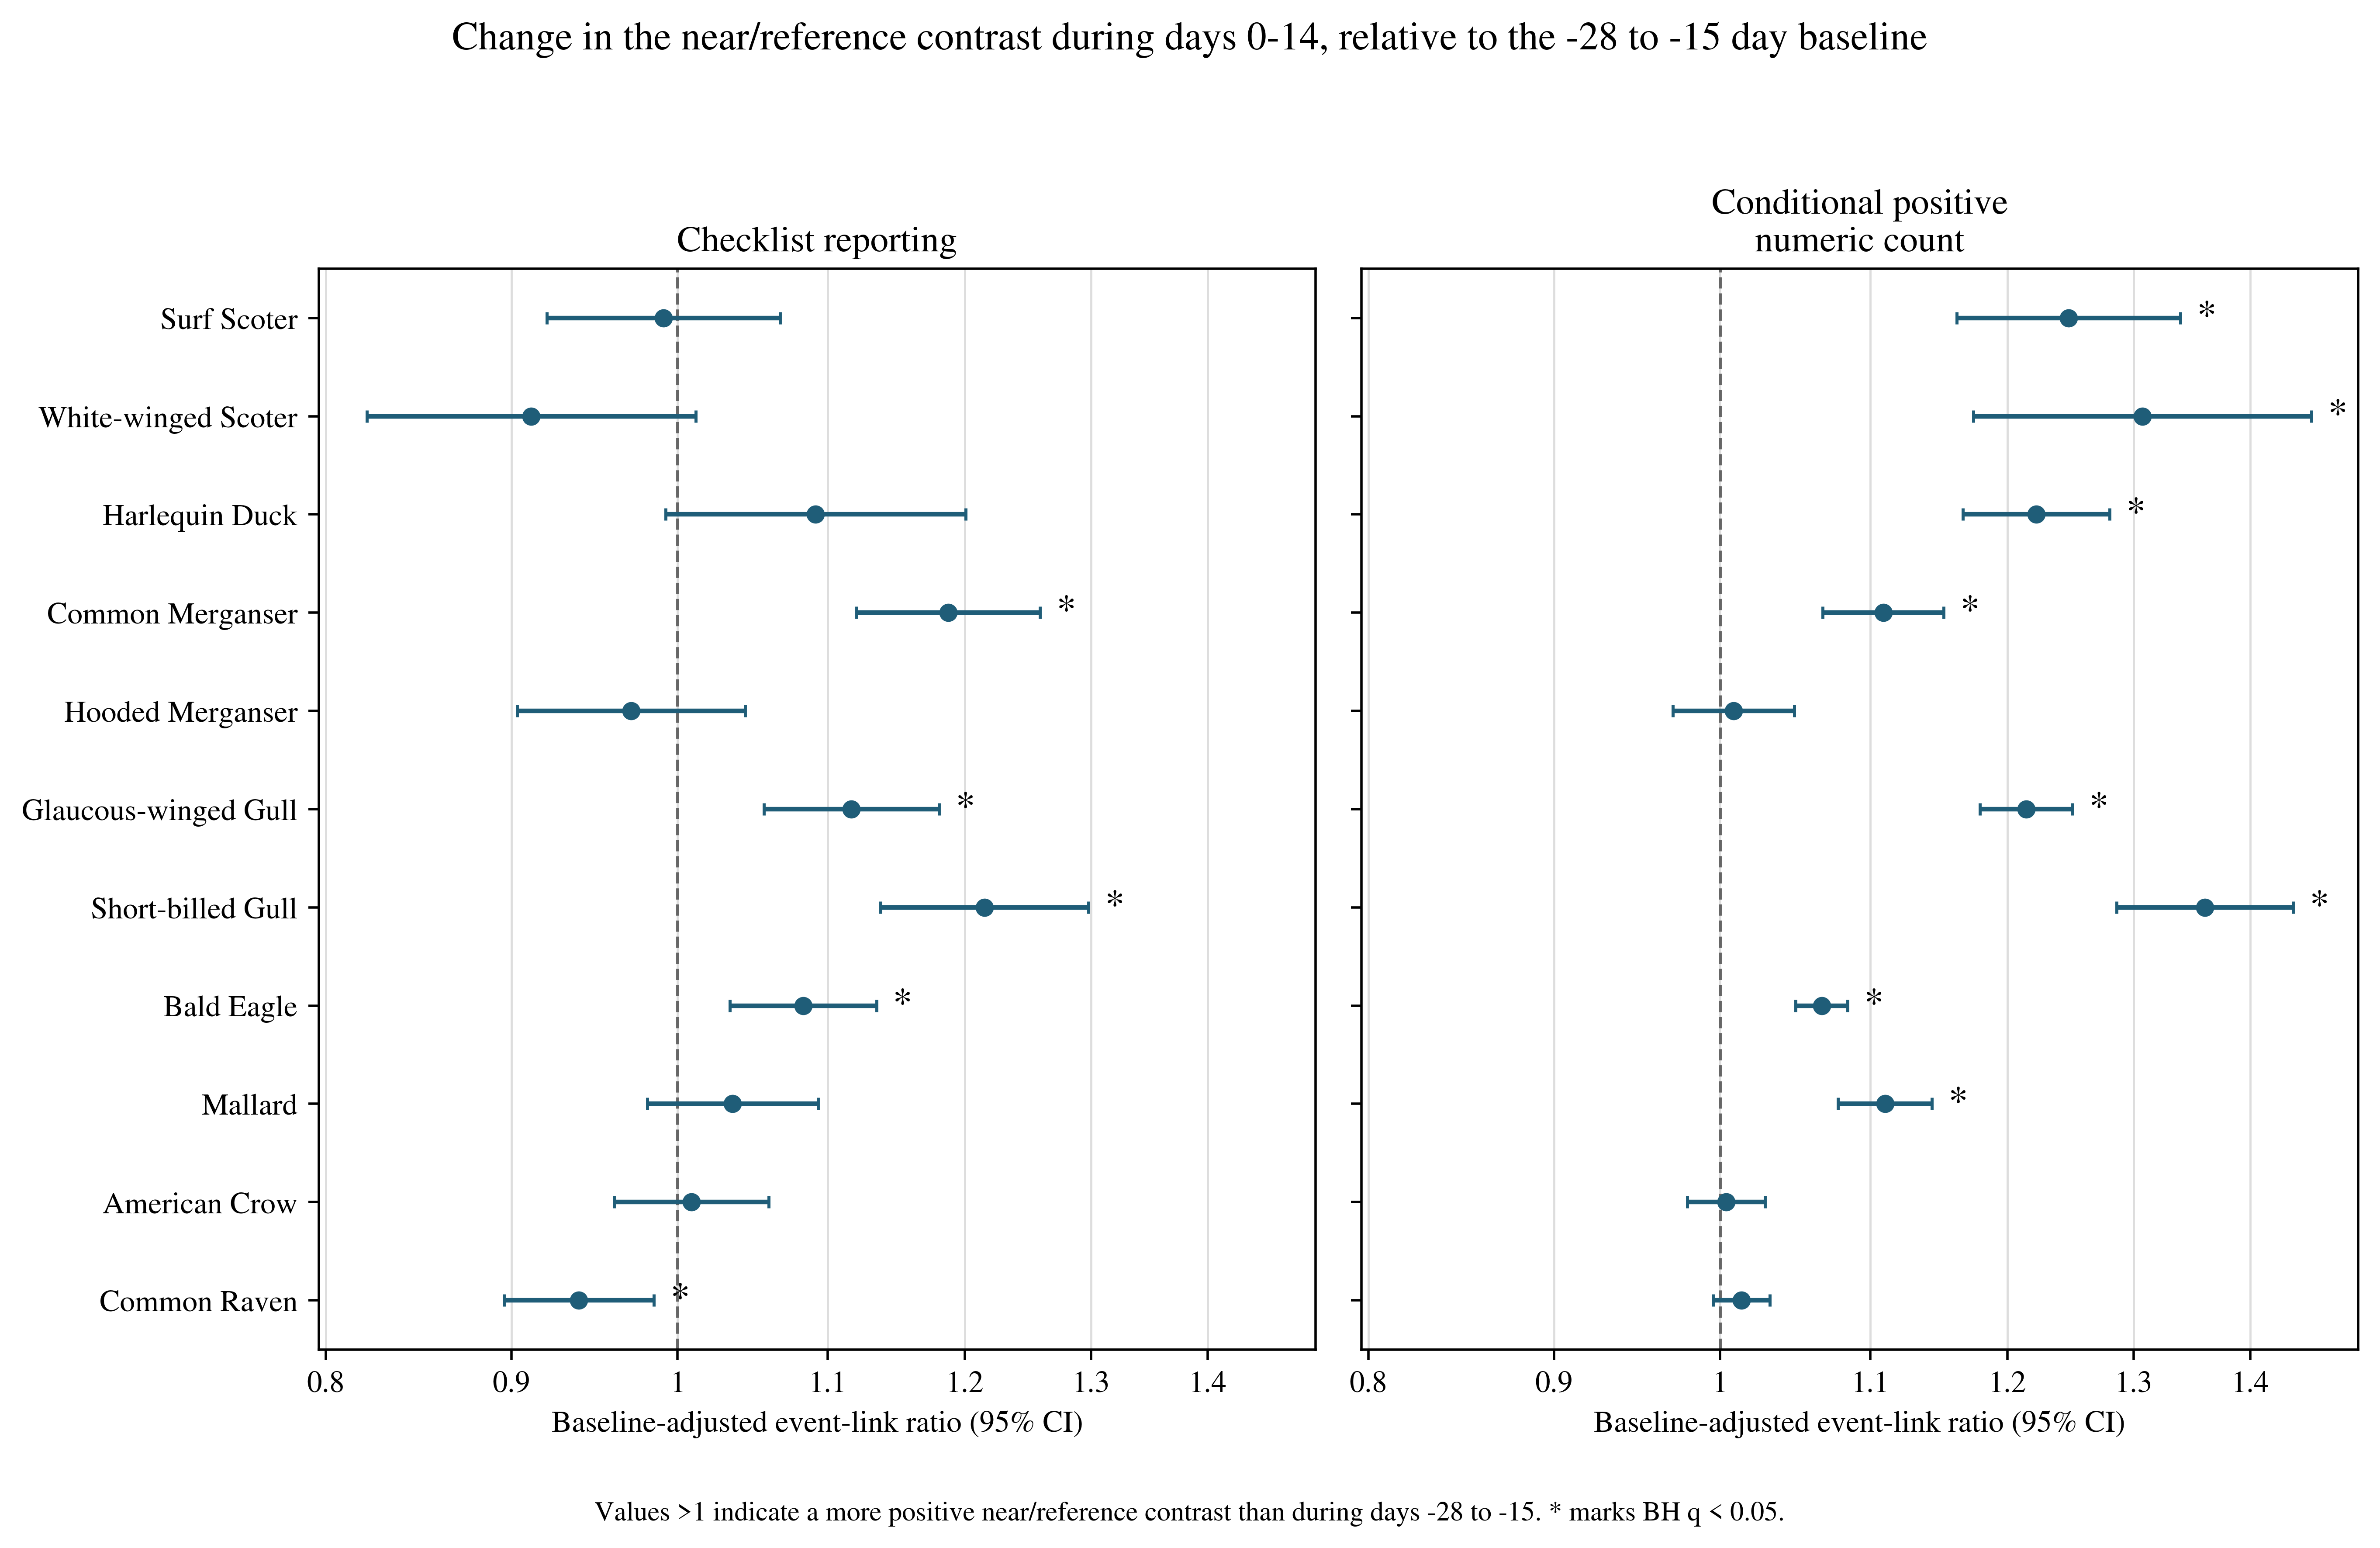 Change in the near/reference contrast during days 0-14, relative to the -28 to -15 day baseline
Checklist reporting
Conditional positive
numeric count
Surf Scoter
*
White-winged Scoter
*
Harlequin Duck
*
Common Merganser
*
*
Hooded Merganser
Glaucous-winged Gull
*
*
Short-billed Gull
*
*
Bald Eagle
*
*
Mallard
*
American Crow
Common Raven
*
0.8 0.9 1 1.1 1.2 1.3 1.4
0.8 0.9 1 1.1 1.2 1.3 1.4
Baseline-adjusted event-link ratio (95% CI)
Baseline-adjusted event-link ratio (95% CI)
Values >1 indicate a more positive near/reference contrast than during days -28 to -15. * marks BH q < 0.05.